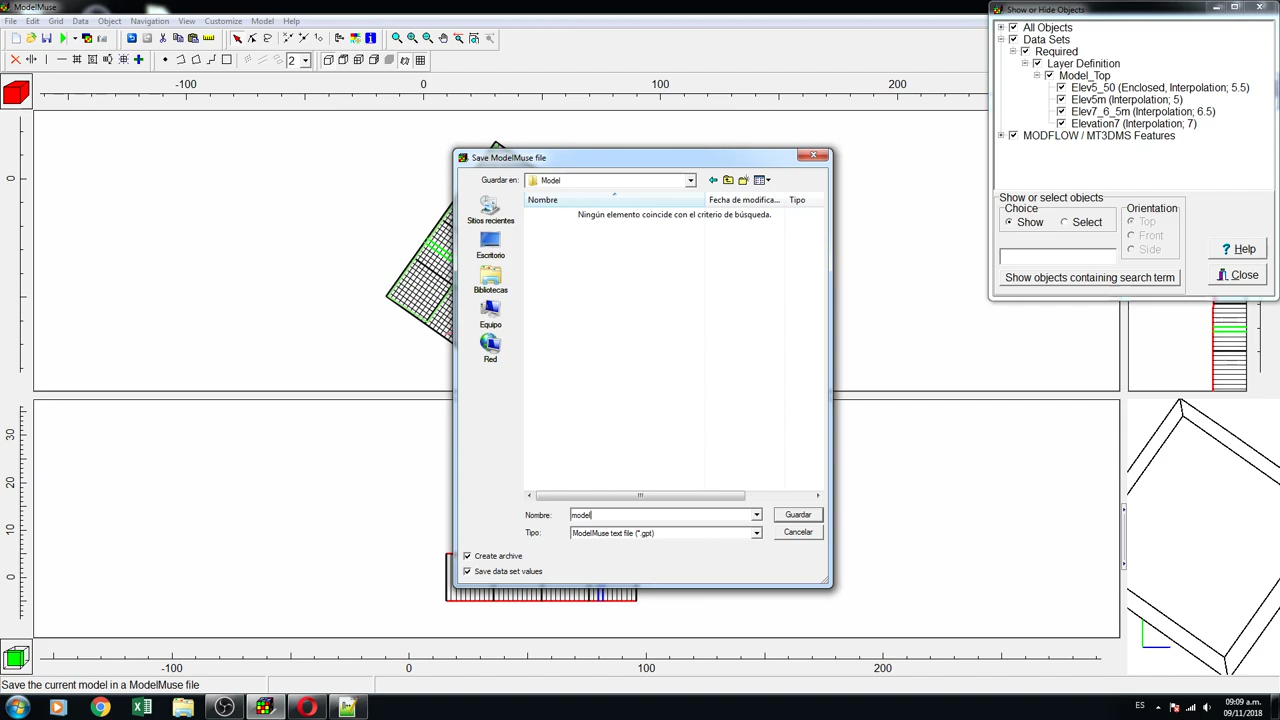 ModelMuse
File Edit Grid Data Object Navigation View Customize Model Help
2
-100 0 100 200
0
30
20
10
0
-100 0 100 200
Save the current model in a ModelMuse file
Save ModelMuse file
Guardar en: Model
Nombre Fecha de modifica... Tipo
Ningún elemento coincide con el criterio de búsqueda.
Sitios recientes
Escritorio
Bibliotecas
Equipo
Red
Nombre: model Guardar
Tipo: ModelMuse text file (*.gpt) Cancelar
Create archive
Save data set values
Show or Hide Objects
All Objects
Data Sets
Required
Layer Definition
Model_Top
Elev5_50 (Enclosed, Interpolation; 5.5)
Elev5m (Interpolation; 5)
Elev7_6_5m (Interpolation; 6.5)
Elevation7 (Interpolation; 7)
MODFLOW / MT3DMS Features
Show or select objects
Choice Orientation
Show Select Top
Front
Side
Help
Close
Show objects containing search term
ES 09:09 a.m.
09/11/2018